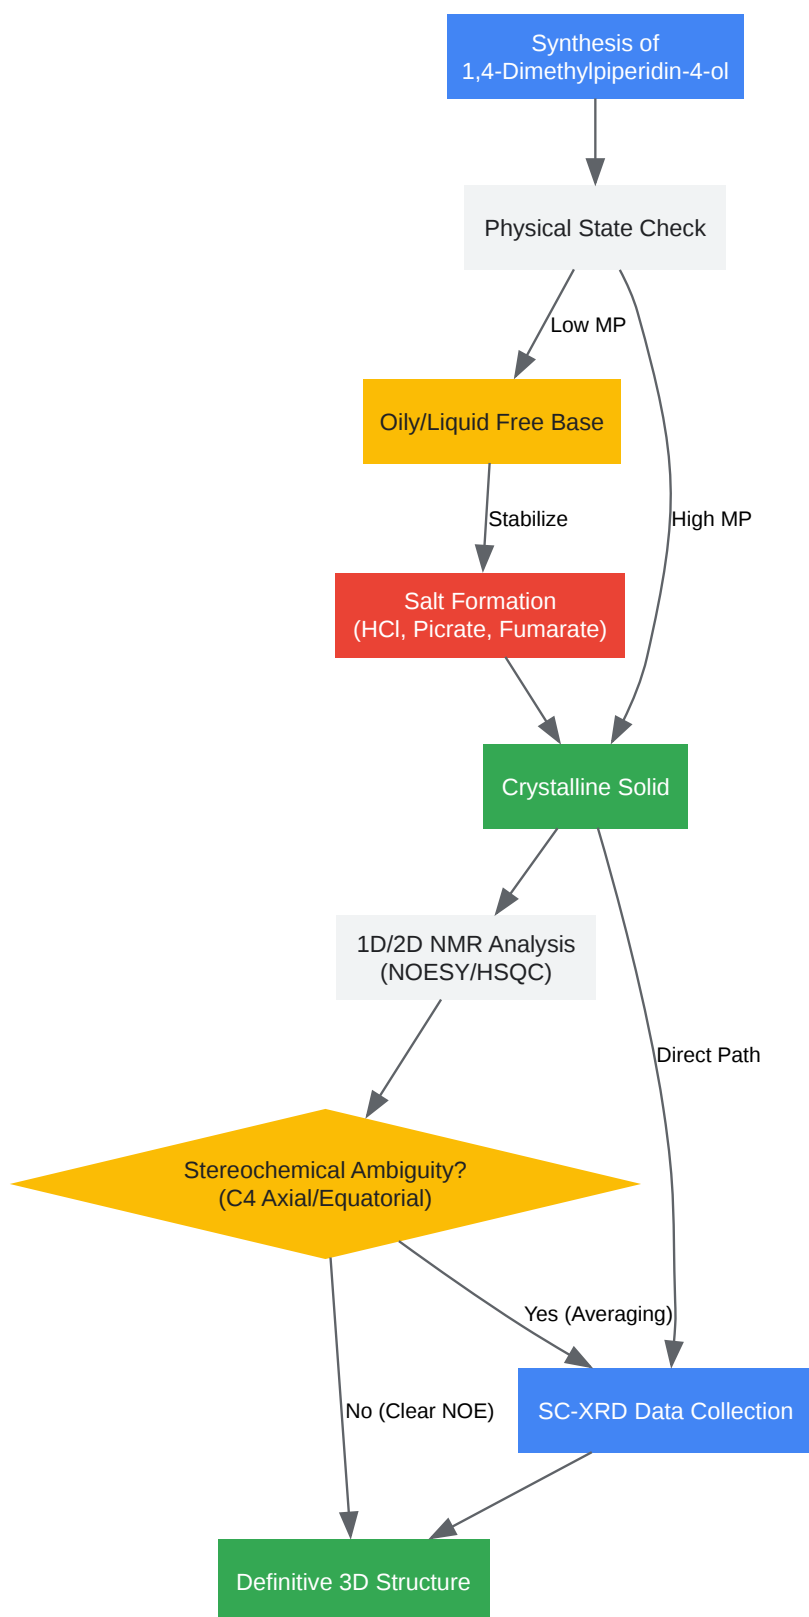 Synthesis of
1,4-Dimethylpiperidin-4-ol
Physical State Check
Low MP
Oily/Liquid Free Base
Stabilize
High MP
Salt Formation
(HCl, Picrate, Fumarate)
Crystalline Solid
1D/2D NMR Analysis
(NOESY/HSQC)
Direct Path
Stereochemical Ambiguity?
(C4 Axial/Equatorial)
Yes (Averaging)
No (Clear NOE)
SC-XRD Data Collection
Definitive 3D Structure